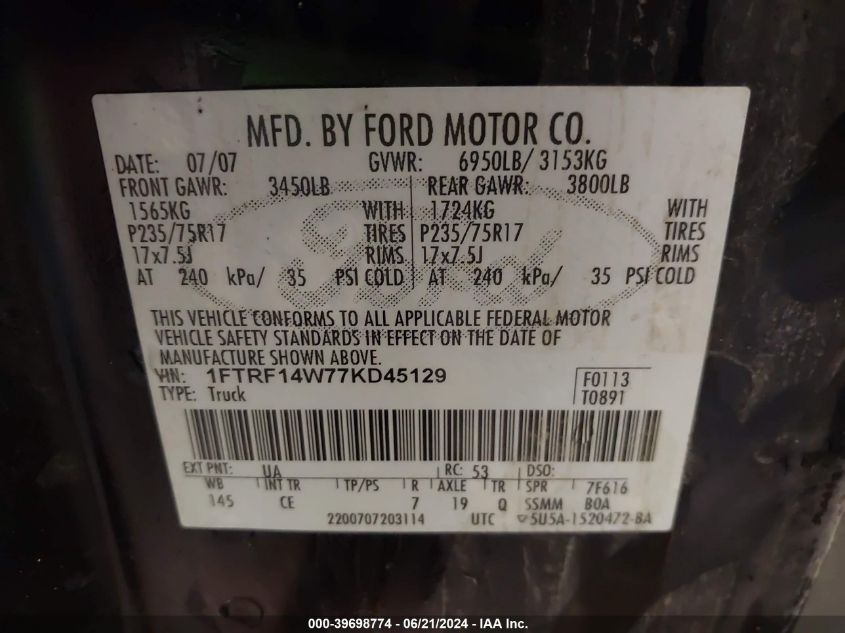 MFD. BY FORD MOTOR CO.
DATE: 07/07 GVWR: 6950LB/ 3153KG
FRONT GAWR: 3450LB REAR GAWR: 3800LB
1565KG WITH 1724KG WITH
P235/75R17 TIRES P235/75R17 TIRES
17x7.5J RIMS 17x7.5J RIMS
AT 240 kPa/ 35 PSI COLD AT 240 kPa/ 35 PSI COLD
Ford
THIS VEHICLE CONFORMS TO ALL APPLICABLE FEDERAL MOTOR
VEHICLE SAFETY STANDARDS IN EFFECT ON THE DATE OF
MANUFACTURE SHOWN ABOVE.
VIN: 1FTRF14W77KD45129 F0113
TYPE: Truck T0891
EXT PNT: UA RC: 53 DSO:
WB INT TR TP/PS R AXLE TR SPR 7F616
145 CE 7 19 Q SSMM BOA
2200707203114 UTC 5U5A-1520472-BA
000-39698774 - 06/21/2024 - IAA Inc.